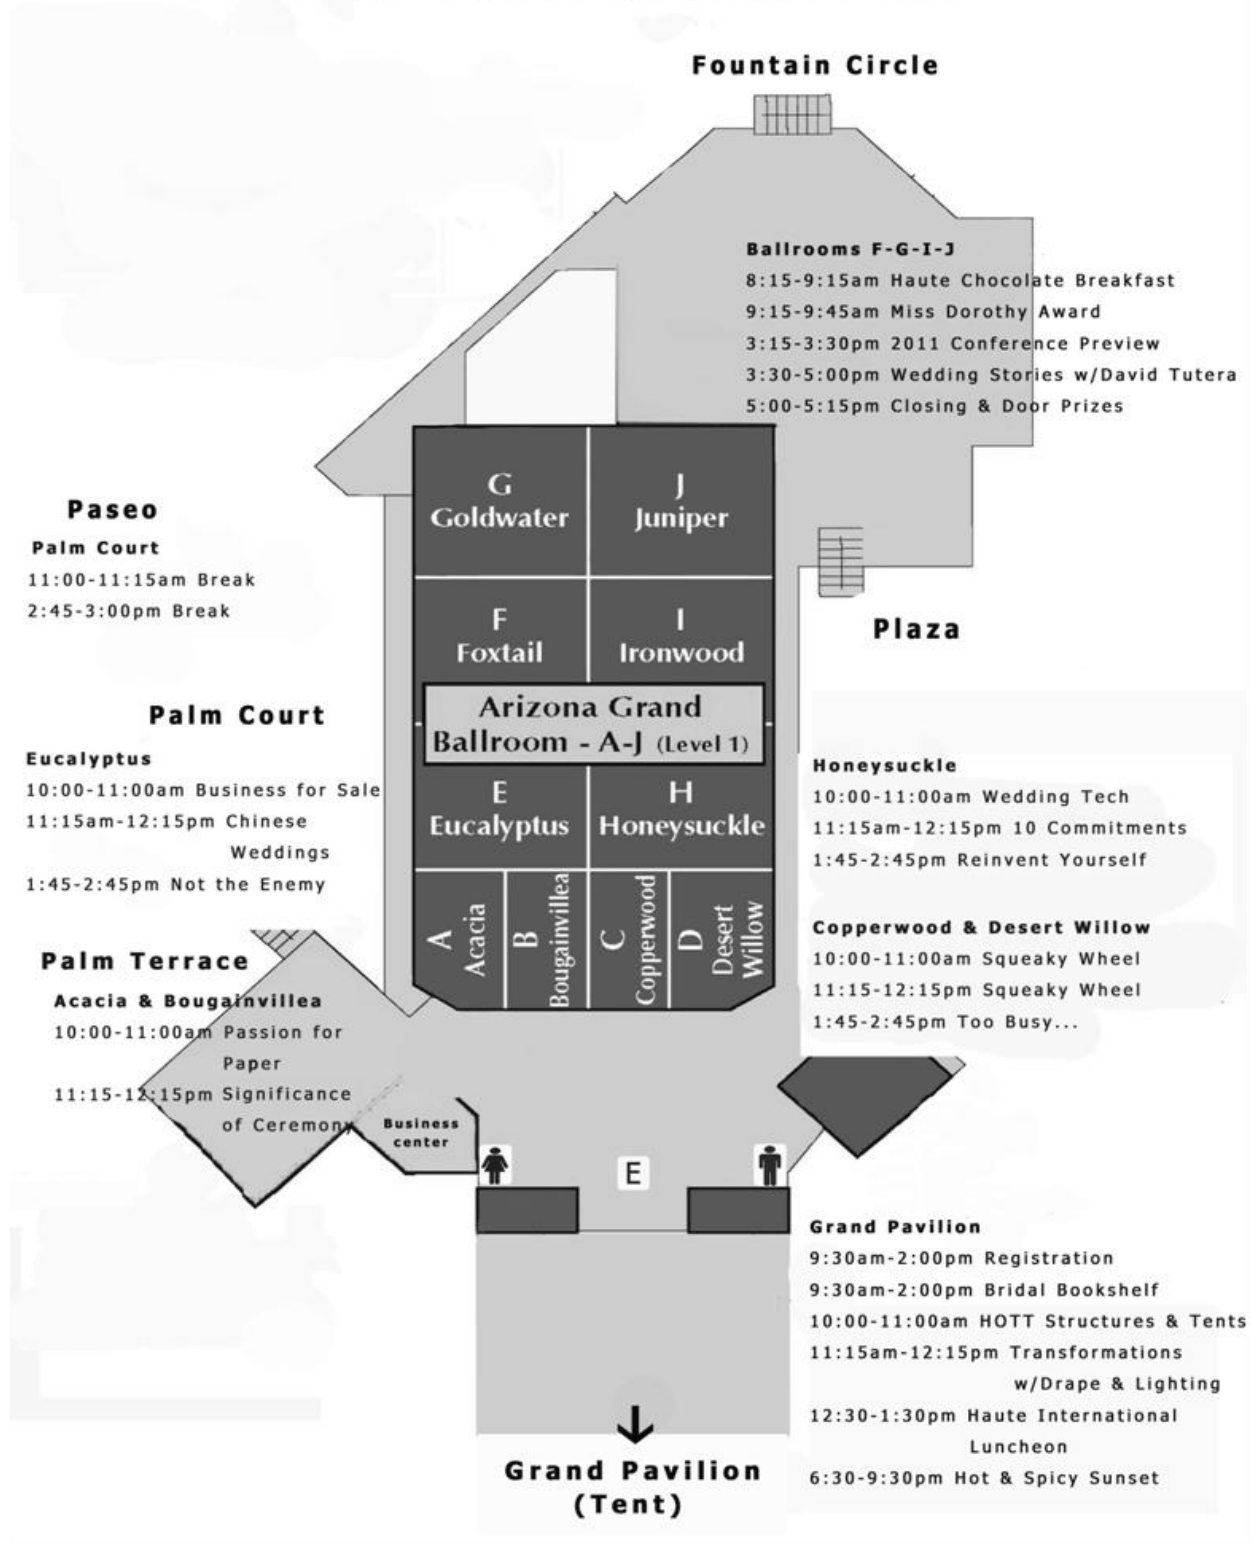 Fountain Circle
Ballrooms F-G-I-J
8:15-9:15am Haute Chocolate Breakfast
9:15-9:45am Miss Dorothy Award
3:15-3:30pm 2011 Conference Preview
3:30-5:00pm Wedding Stories w/David Tutera
5:00-5:15pm Closing & Door Prizes
G
Goldwater
J
Juniper
Paseo
Palm Court
11:00-11:15am Break
2:45-3:00pm Break
F
Foxtail
I
Ironwood
Plaza
Arizona Grand
Ballroom - A-J (Level 1)
Palm Court
Eucalyptus
10:00-11:00am Business for Sale
11:15am-12:15pm Chinese
Weddings
1:45-2:45pm Not the Enemy
E
Eucalyptus
H
Honeysuckle
Honeysuckle
10:00-11:00am Wedding Tech
11:15am-12:15pm 10 Commitments
1:45-2:45pm Reinvent Yourself
A
Acacia
B
Bougainvillea
C
Copperwood
D
Desert
Willow
Copperwood & Desert Willow
10:00-11:00am Squeaky Wheel
11:15-12:15pm Squeaky Wheel
1:45-2:45pm Too Busy...
Palm Terrace
Acacia & Bougainvillea
10:00-11:00am Passion for
Paper
11:15-12:15pm Significance
of Ceremony
Business
center
E
Grand Pavilion
9:30am-2:00pm Registration
9:30am-2:00pm Bridal Bookshelf
10:00-11:00am HOTT Structures & Tents
11:15am-12:15pm Transformations
w/Drape & Lighting
12:30-1:30pm Haute International
Luncheon
6:30-9:30pm Hot & Spicy Sunset
Grand Pavilion
(Tent)